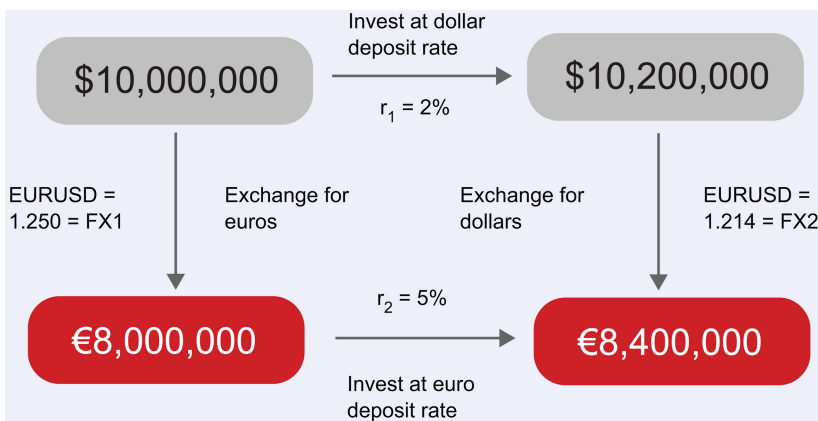 Invest at dollar
deposit rate
$10,000,000
$10,200,000
r1 = 2%
EURUSD =
1.250 = FX1
Exchange for
euros
Exchange for
dollars
EURUSD =
1.214 = FX2
r2 = 5%
€8,000,000
€8,400,000
Invest at euro
deposit rate